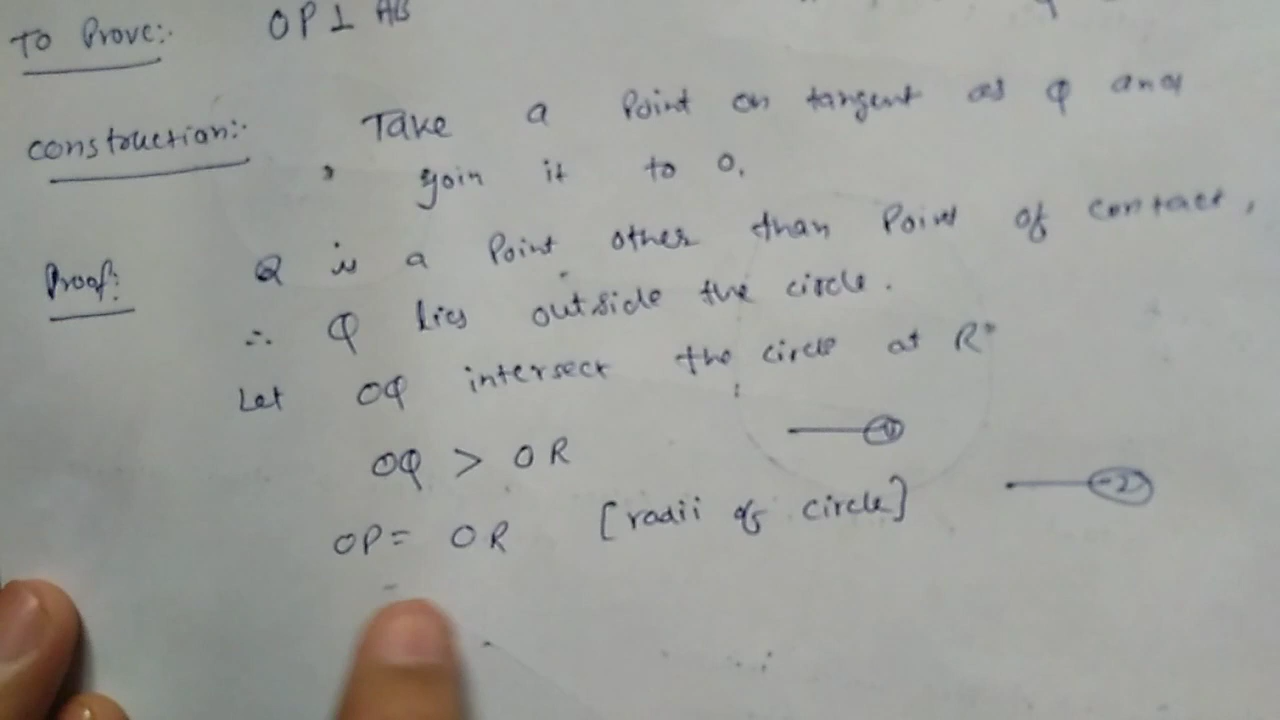 To Prove:- OP ⊥ AB
construction:- Take a Point on tangent as Q and
join it to O.
Proof: Q is a Point other than Point of contact,
∴ Q lies outside the circle.
Let OQ intersect the circle at R
OQ > OR —(1)
OP = OR [radii of circle] —(2)